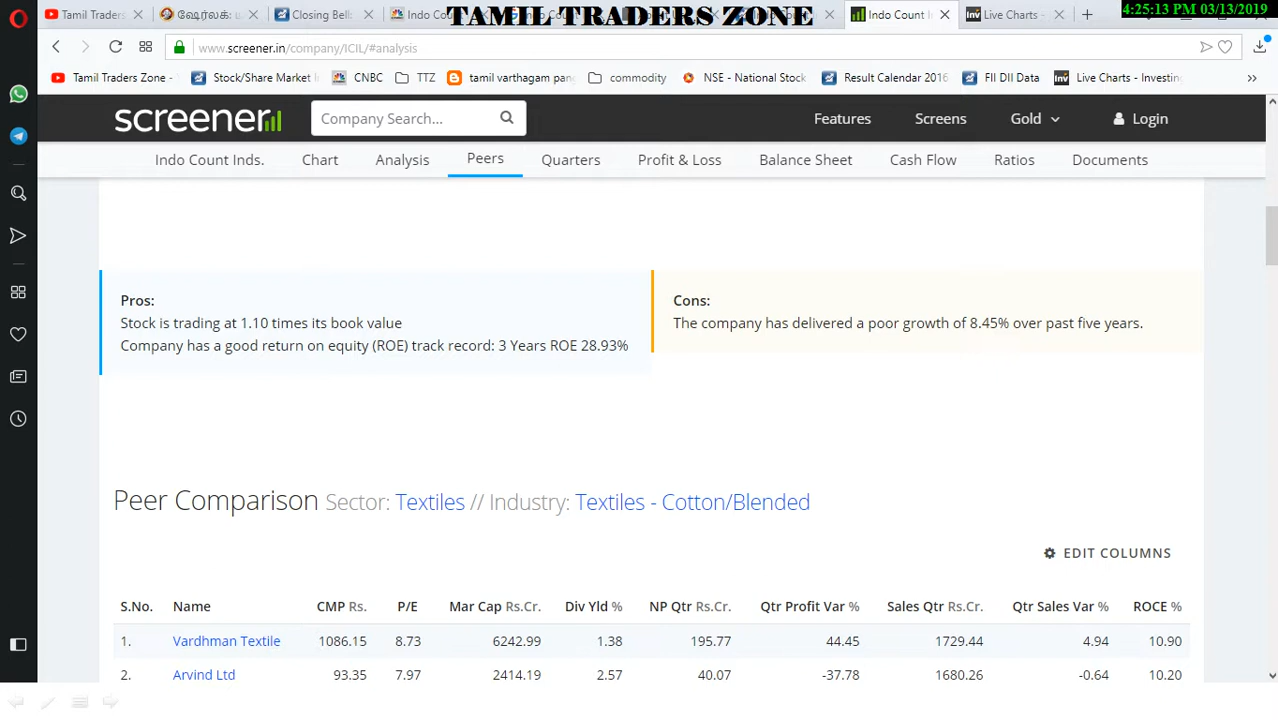 TAMIL TRADERS ZONE
4:25:13 PM 03/13/2019
Tamil Traders
Closing Bell:
Indo Cou
Indo Count I
Live Charts -
www.screener.in/company/ICIL/#analysis
Tamil Traders Zone -
Stock/Share Market I
CNBC
TTZ
tamil varthagam pan
commodity
NSE - National Stock
Result Calendar 2016
FII DII Data
Live Charts - Investin
screener
Company Search...
Features
Screens
Gold
Login
Indo Count Inds.
Chart
Analysis
Peers
Quarters
Profit & Loss
Balance Sheet
Cash Flow
Ratios
Documents
Pros:
Stock is trading at 1.10 times its book value
Company has a good return on equity (ROE) track record: 3 Years ROE 28.93%
Cons:
The company has delivered a poor growth of 8.45% over past five years.
Peer Comparison Sector: Textiles // Industry: Textiles - Cotton/Blended
EDIT COLUMNS
S.No. Name CMP Rs. P/E Mar Cap Rs.Cr. Div Yld % NP Qtr Rs.Cr. Qtr Profit Var % Sales Qtr Rs.Cr. Qtr Sales Var % ROCE %
1. Vardhman Textile 1086.15 8.73 6242.99 1.38 195.77 44.45 1729.44 4.94 10.90
2. Arvind Ltd 93.35 7.97 2414.19 2.57 40.07 -37.78 1680.26 -0.64 10.20